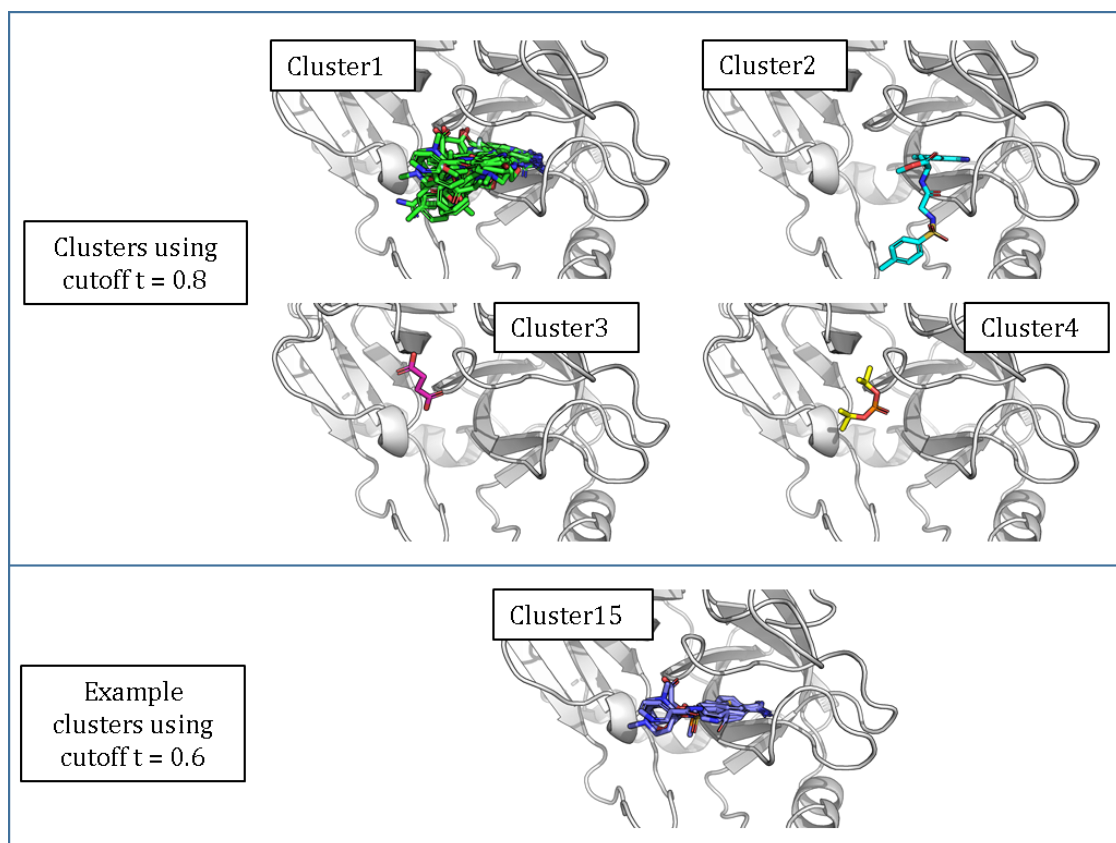 Cluster1
Cluster2
Clusters using
cutoff t = 0.8
Cluster3
Cluster4
Cluster15
Example
clusters using
cutoff t = 0.6